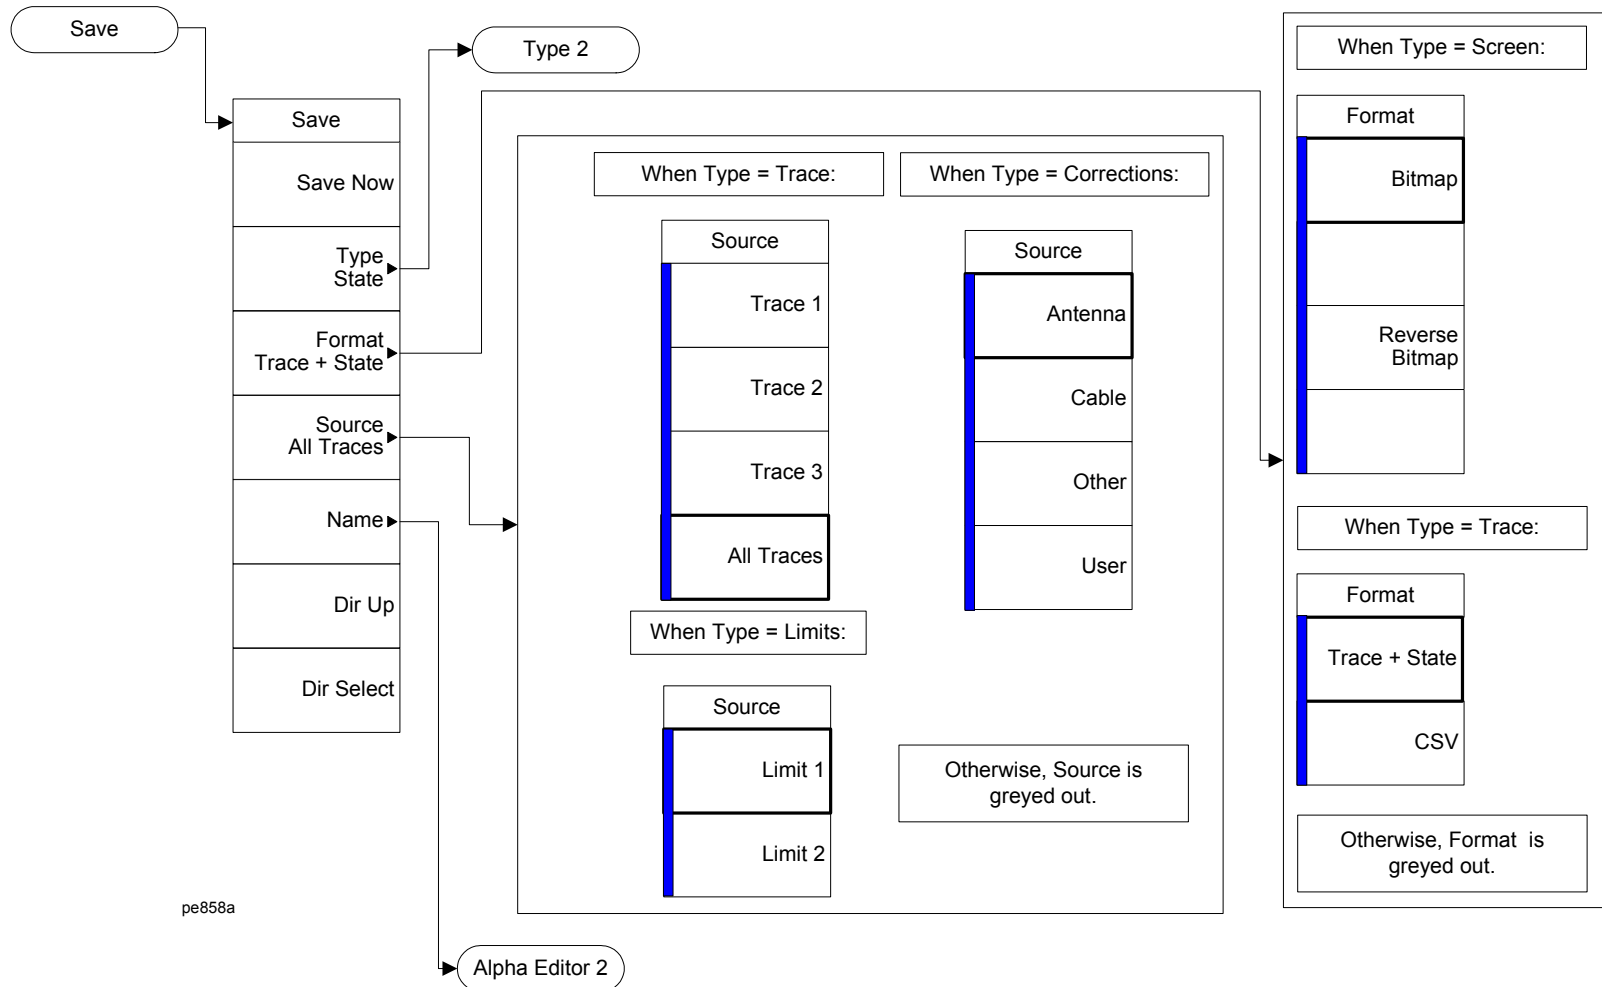 Save
Type 2
Save
Save Now
Type
State
Format
Trace + State
Source
All Traces
Name
Dir Up
Dir Select
When Type = Trace:
Source
Trace 1
Trace 2
Trace 3
All Traces
When Type = Limits:
Source
Limit 1
Limit 2
When Type = Corrections:
Source
Antenna
Cable
Other
User
Otherwise, Source is
greyed out.
When Type = Screen:
Format
Bitmap
Reverse
Bitmap
When Type = Trace:
Format
Trace + State
CSV
Otherwise, Format is
greyed out.
pe858a
Alpha Editor 2